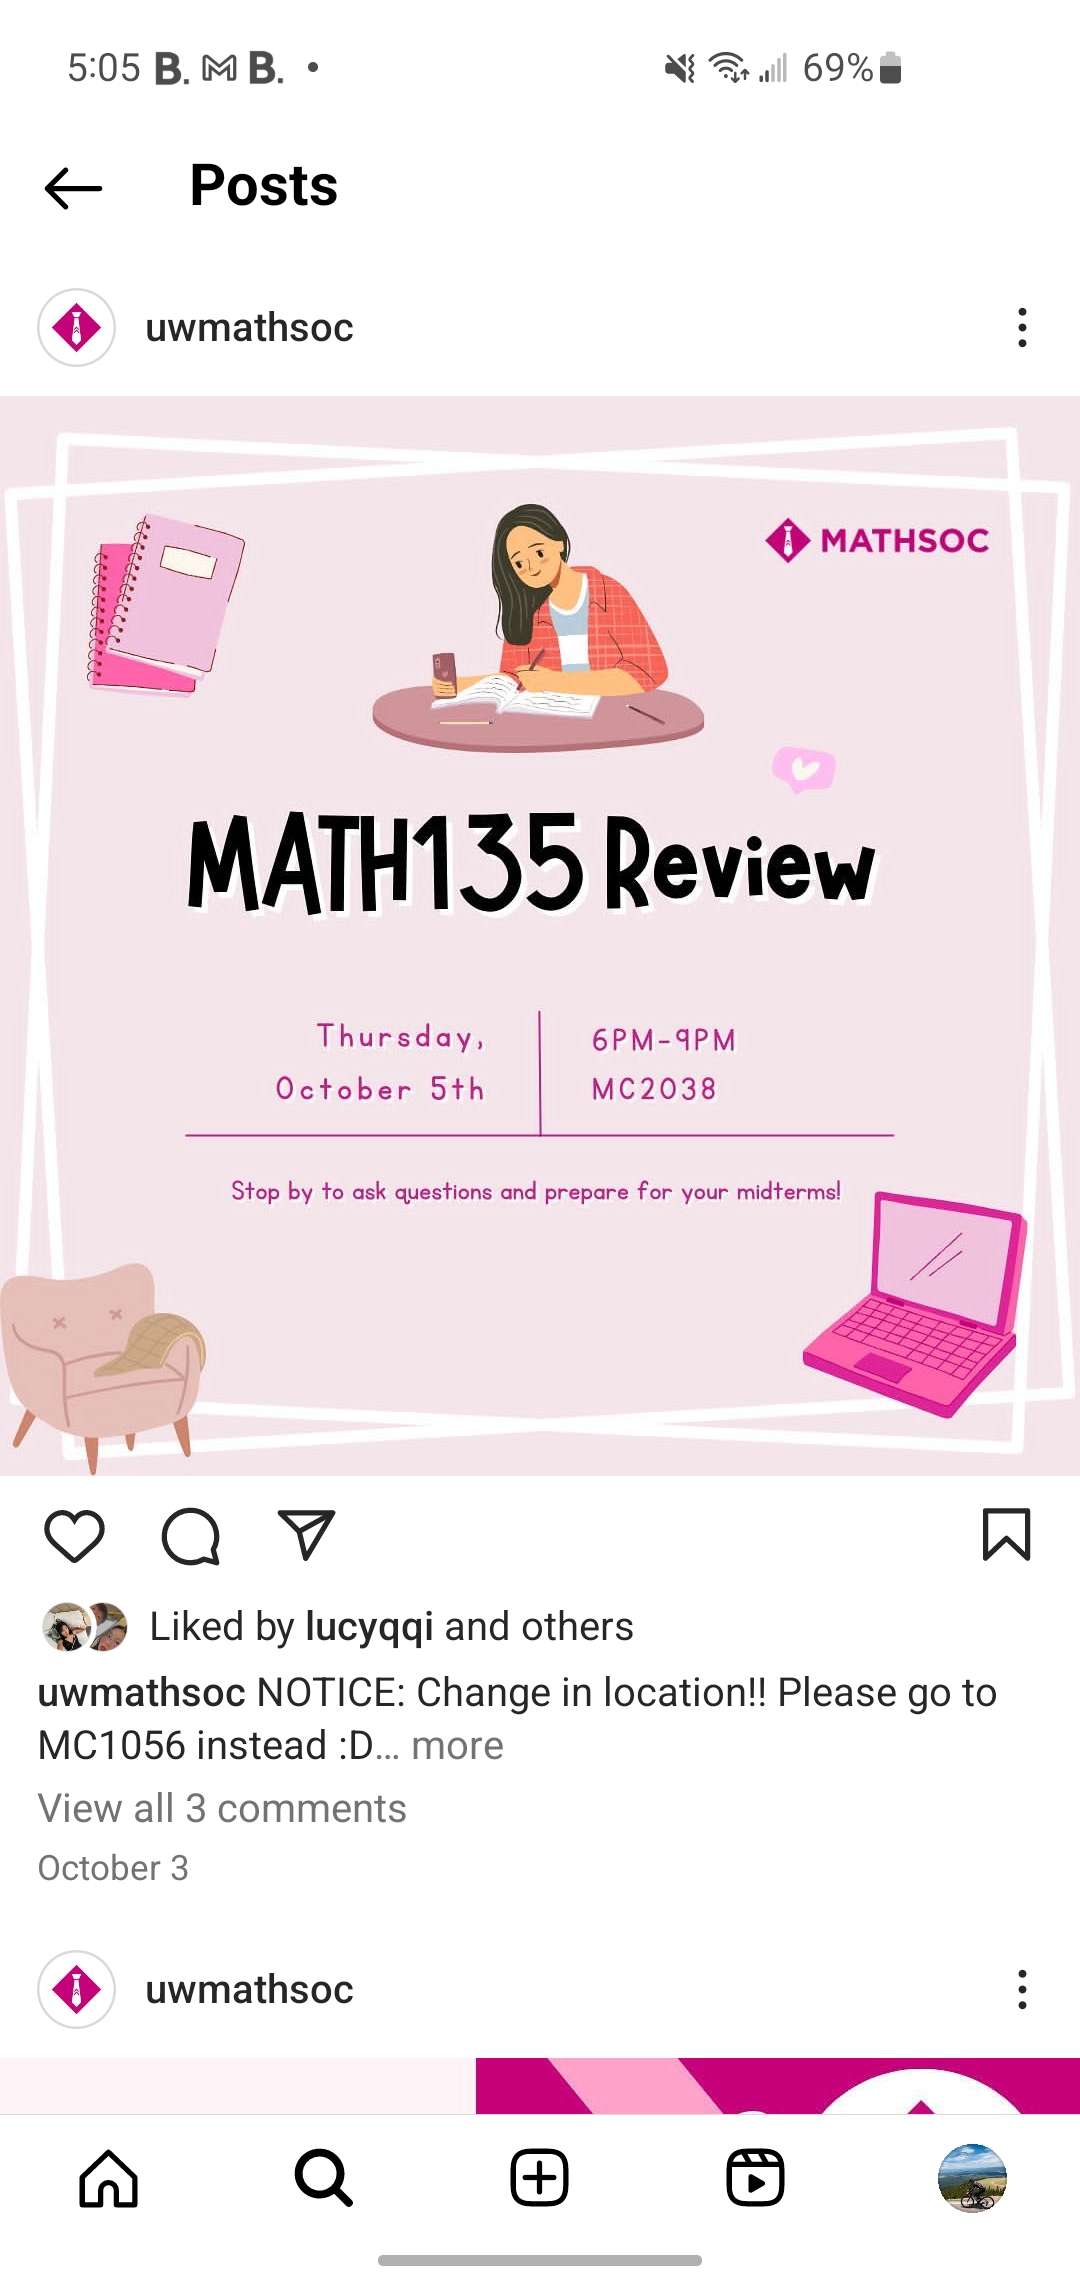 5:05 B. M B. •
69%
Posts
uwmathsoc
MATHSOC
MATH135 Review
Thursday,
October 5th
6PM-9PM
MC2038
Stop by to ask questions and prepare for your midterms!
Liked by lucyqqi and others
uwmathsoc NOTICE: Change in location!! Please go to
MC1056 instead :D... more
View all 3 comments
October 3
uwmathsoc